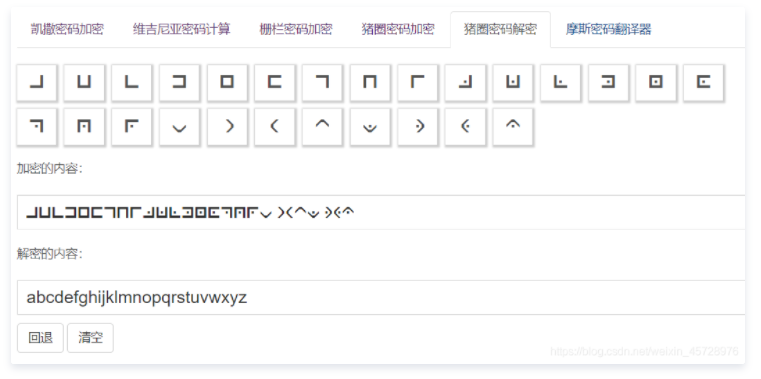 凯撒密码加密 维吉尼亚密码计算 栅栏密码加密 猪圈密码加密 猪圈密码解密 摩斯密码翻译器
加密的内容：
解密的内容：
abcdefghijklmnopqrstuvwxyz
回退 清空
https://blog.csdn.net/weixin_45728976